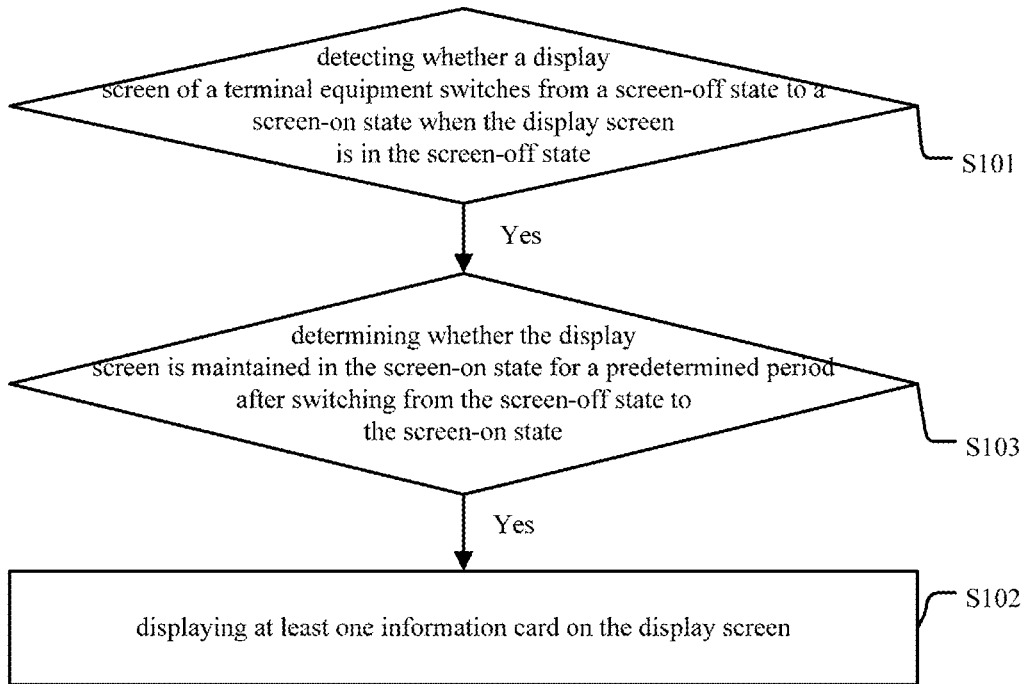 detecting whether a display
screen of a terminal equipment switches from a screen-off state to a
screen-on state when the display screen
is in the screen-off state
S101
Yes
determining whether the display
screen is maintained in the screen-on state for a predetermined period
after switching from the screen-off state to
the screen-on state
S103
Yes
S102
displaying at least one information card on the display screen